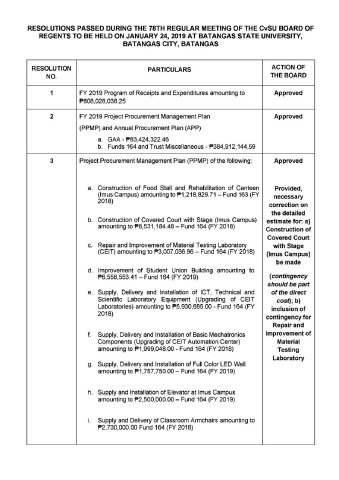 RESOLUTIONS PASSED DURING THE 78TH REGULAR MEETING OF THE CvSU BOARD OF
REGENTS TO BE HELD ON JANUARY 24, 2019 AT BATANGAS STATE UNIVERSITY,
BATANGAS CITY, BATANGAS
RESOLUTION NO.
PARTICULARS
ACTION OF THE BOARD
1
FY 2019 Program of Receipts and Expenditures amounting to
₱808,028,038.25
Approved
2
FY 2019 Project Procurement Management Plan
(PPMP) and Annual Procurement Plan (APP)
a. GAA - ₱83,424,322.46
b. Funds 164 and Trust Miscellaneous - ₱384,912,144.59
Approved
3
Project Procurement Management Plan (PPMP) of the following:
a. Construction of Food Stall and Rehabilitation of Canteen
(Imus Campus) amounting to ₱1,218,829.71 – Fund 163 (FY
2018)
b. Construction of Covered Court with Stage (Imus Campus)
amounting to ₱8,531,184.48 – Fund 164 (FY 2018)
c. Repair and Improvement of Material Testing Laboratory
(CEIT) amounting to ₱3,007,036.96 – Fund 164 (FY 2018)
d. Improvement of Student Union Building amounting to
₱6,558,553.41 – Fund 164 (FY 2019)
e. Supply, Delivery and Installation of ICT, Technical and
Scientific Laboratory Equipment (Upgrading of CEIT
Laboratories) amounting to ₱5,930,685.00 - Fund 164 (FY
2018)
f. Supply, Delivery and Installation of Basic Mechatronics
Components (Upgrading of CEIT Automation Center)
amounting to ₱1,999,048.00 - Fund 164 (FY 2018)
g. Supply, Delivery and Installation of Full Color LED Wall
amounting to ₱1,757,750.00 – Fund 164 (FY 2019)
h. Supply and Installation of Elevator at Imus Campus
amounting to ₱2,500,000.00 – Fund 164 (FY 2019)
i. Supply and Delivery of Classroom Armchairs amounting to
₱2,730,000.00 Fund 164 (FY 2018)
Approved
Provided,
necessary
correction on
the detailed
estimate for: a)
Construction of
Covered Court
with Stage
(Imus Campus)
be made
(contingency
should be part
of the direct
cost); b)
inclusion of
contingency for
Repair and
Improvement of
Material
Testing
Laboratory